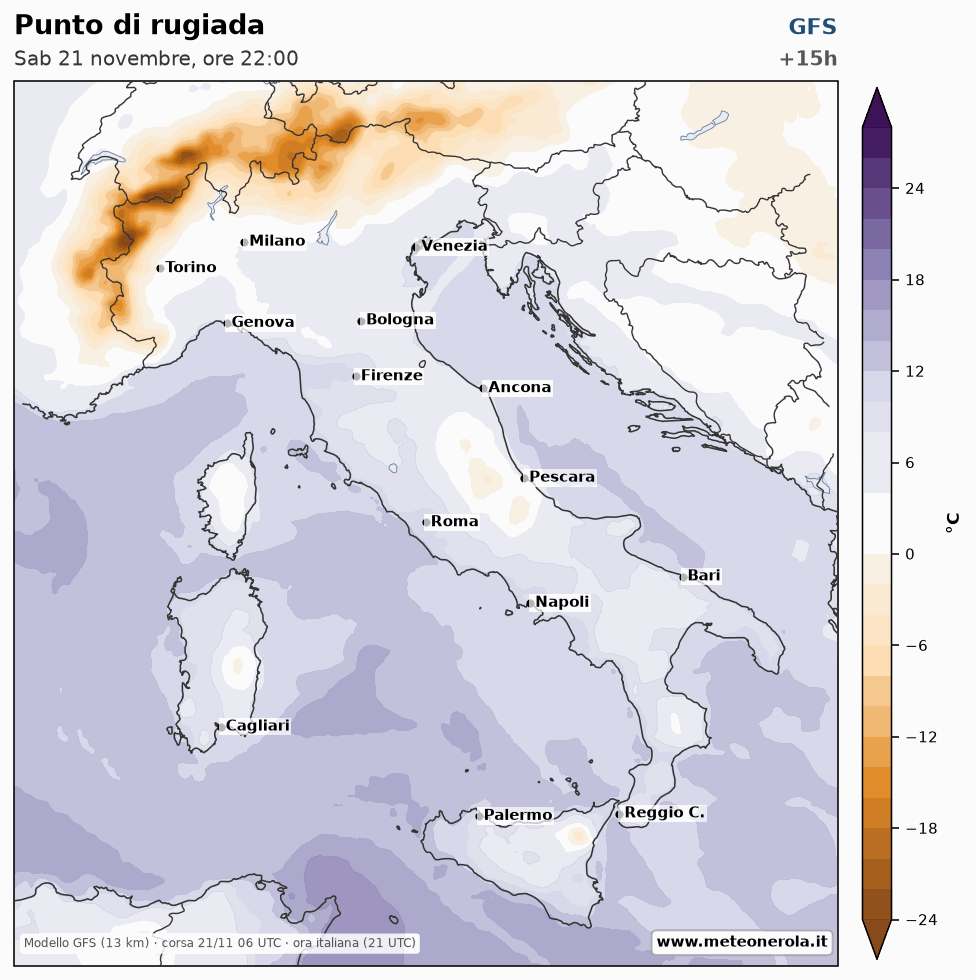 Punto di rugiada
GFS
Sab 21 novembre, ore 22:00
+15h
Milano
Venezia
Torino
Genova
Bologna
Firenze
Ancona
Pescara
Roma
Bari
Napoli
Cagliari
Palermo
Reggio C.
24
18
12
6
0
−6
−12
−18
−24
°C
Modello GFS (13 km) · corsa 21/11 06 UTC · ora italiana (21 UTC)
www.meteonerola.it